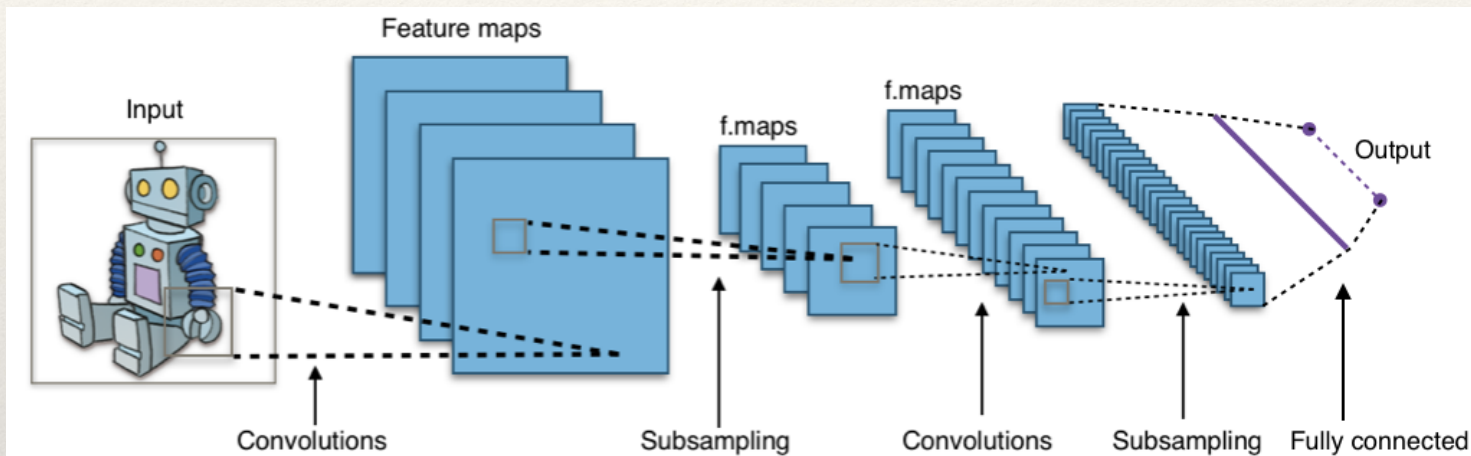 Feature maps
Input
f.maps
f.maps
Output
Convolutions
Subsampling
Convolutions
Subsampling
Fully connected